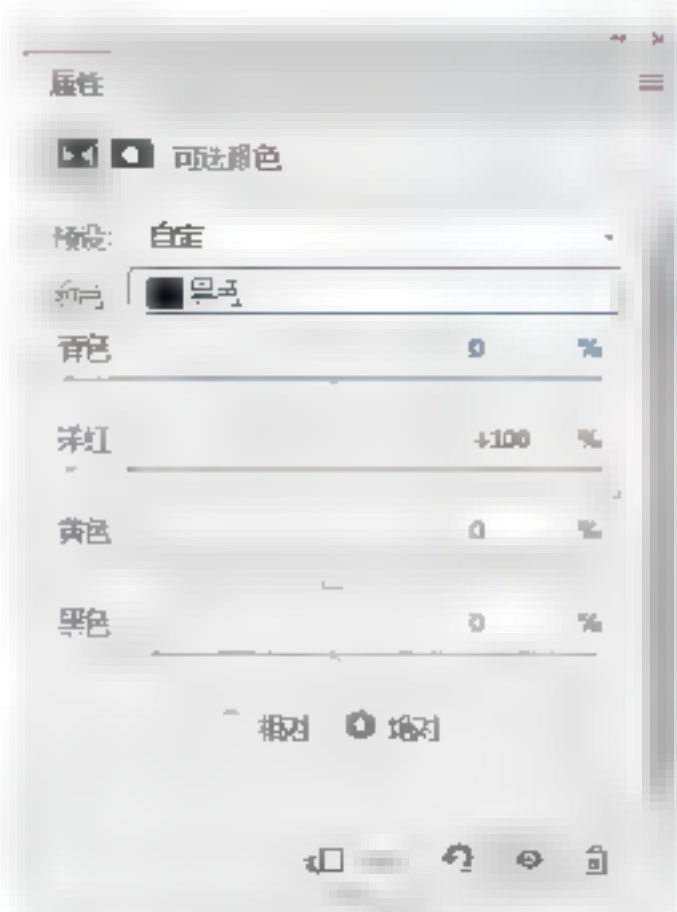 属性
可选颜色
预设: 自定
颜色: 黑色
青色 0 %
洋红 +100 %
黄色 0 %
黑色 0 %
相对 绝对